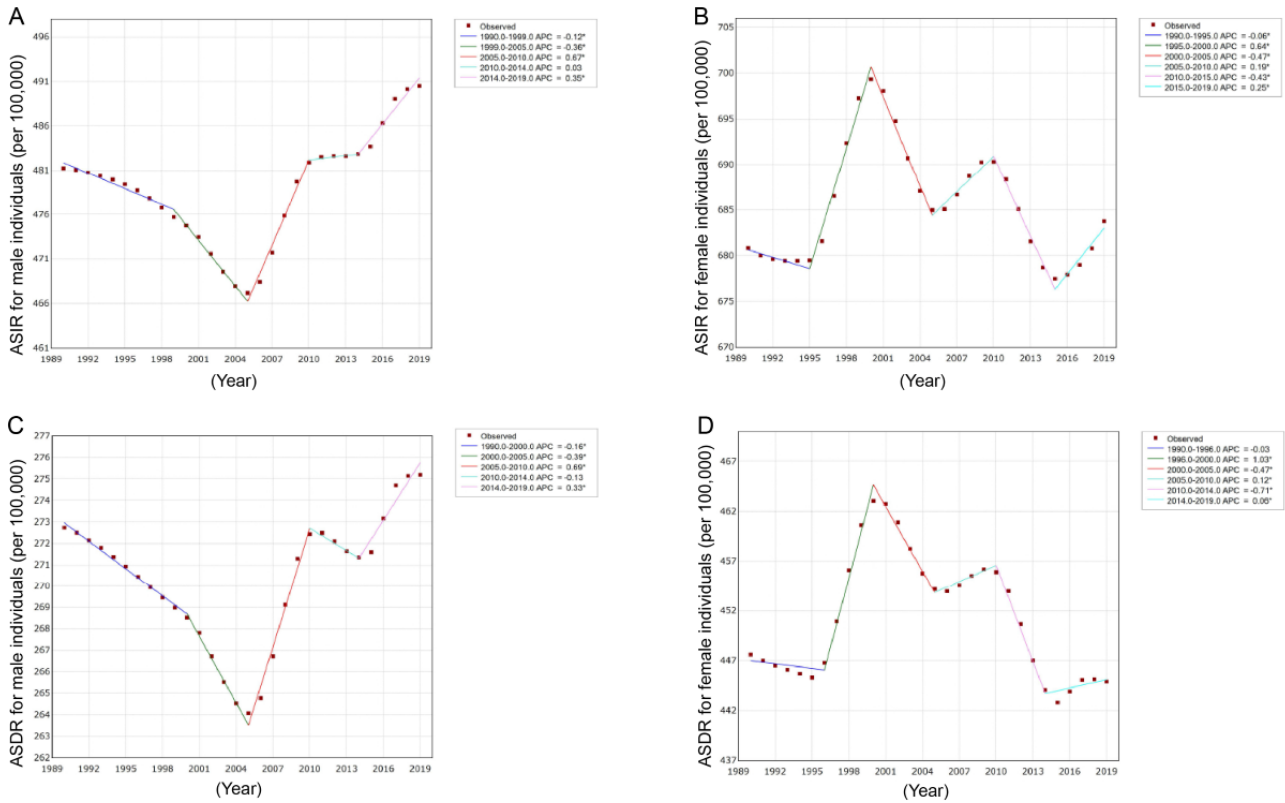 A
ASIR for male individuals (per 100,000)
496
491
486
481
476
471
466
461
1989 1992 1995 1998 2001 2004 2007 2010 2013 2016 2019
(Year)
Observed
1990.0-1999.0 APC = -0.12*
1999.0-2005.0 APC = -0.36*
2005.0-2010.0 APC = 0.67*
2010.0-2014.0 APC = 0.03
2014.0-2019.0 APC = 0.35*
B
ASIR for female individuals (per 100,000)
705
700
695
690
685
680
675
670
1989 1992 1995 1998 2001 2004 2007 2010 2013 2016 2019
(Year)
Observed
1990.0-1995.0 APC = -0.06*
1995.0-2000.0 APC = 0.64*
2000.0-2005.0 APC = -0.47*
2005.0-2010.0 APC = 0.19*
2010.0-2015.0 APC = -0.43*
2015.0-2019.0 APC = 0.25*
C
ASDR for male individuals (per 100,000)
277
276
275
273
272
271
270
268
267
266
264
263
262
1989 1992 1995 1998 2001 2004 2007 2010 2013 2016 2019
(Year)
Observed
1990.0-2000.0 APC = -0.16*
2000.0-2005.0 APC = -0.39*
2005.0-2010.0 APC = 0.69*
2010.0-2014.0 APC = -0.13
2014.0-2019.0 APC = 0.33*
D
ASDR for female individuals (per 100,000)
467
462
457
452
447
442
437
1989 1992 1995 1998 2001 2004 2007 2010 2013 2016 2019
(Year)
Observed
1990.0-1996.0 APC = -0.03
1996.0-2000.0 APC = 1.03*
2000.0-2005.0 APC = -0.47*
2005.0-2010.0 APC = 0.12*
2010.0-2014.0 APC = -0.71*
2014.0-2019.0 APC = 0.06*